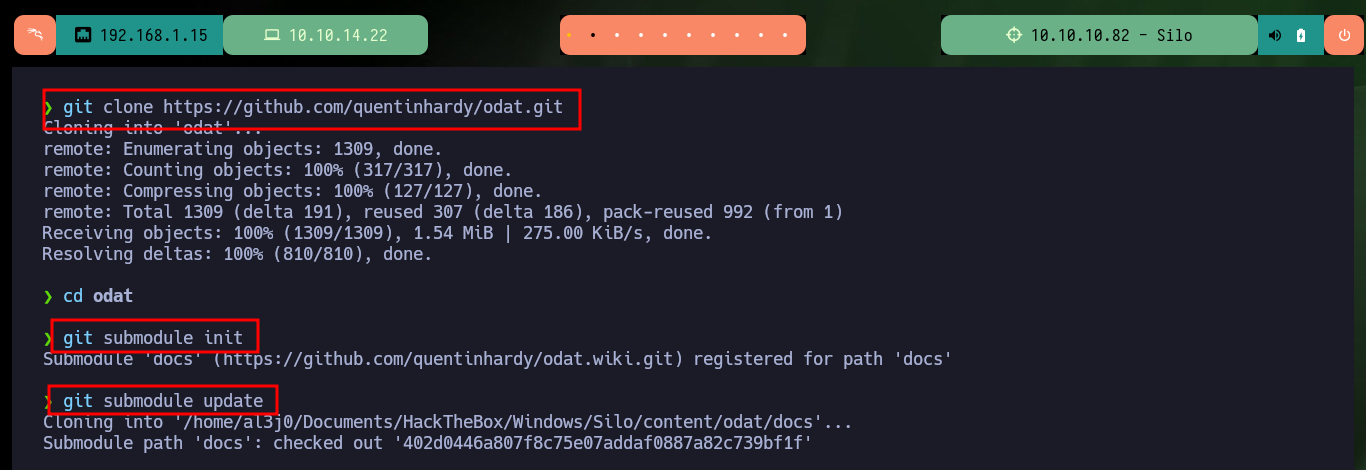 192.168.1.15 10.10.14.22 10.10.10.82 - Silo
❯ git clone https://github.com/quentinhardy/odat.git
Cloning into 'odat'...
remote: Enumerating objects: 1309, done.
remote: Counting objects: 100% (317/317), done.
remote: Compressing objects: 100% (127/127), done.
remote: Total 1309 (delta 191), reused 307 (delta 186), pack-reused 992 (from 1)
Receiving objects: 100% (1309/1309), 1.54 MiB | 275.00 KiB/s, done.
Resolving deltas: 100% (810/810), done.
❯ cd odat
❯ git submodule init
Submodule 'docs' (https://github.com/quentinhardy/odat.wiki.git) registered for path 'docs'
❯ git submodule update
Cloning into '/home/al3j0/Documents/HackTheBox/Windows/Silo/content/odat/docs'...
Submodule path 'docs': checked out '402d0446a807f8c75e07addaf0887a82c739bf1f'